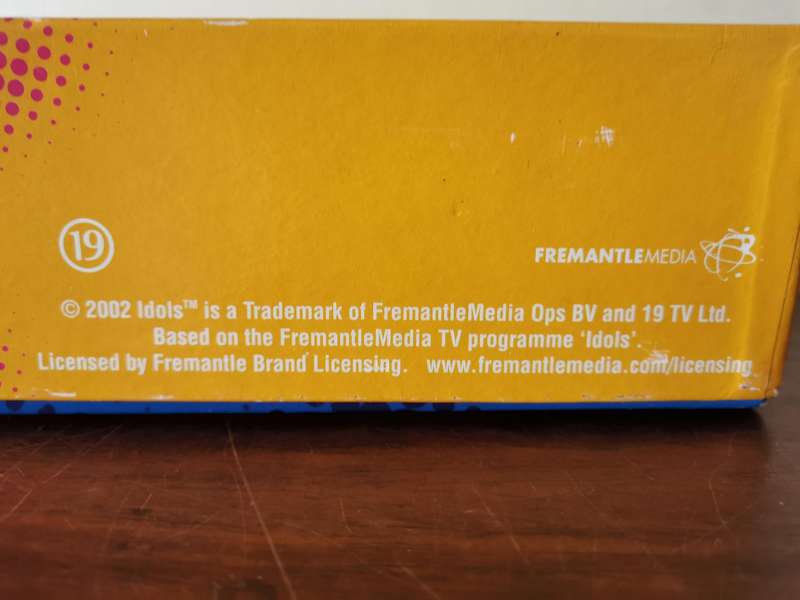 19
FREMANTLEMEDIA
© 2002 Idols™ is a Trademark of FremantleMedia Ops BV and 19 TV Ltd.
Based on the FremantleMedia TV programme ‘Idols’.
Licensed by Fremantle Brand Licensing. www.fremantlemedia.com/licensing